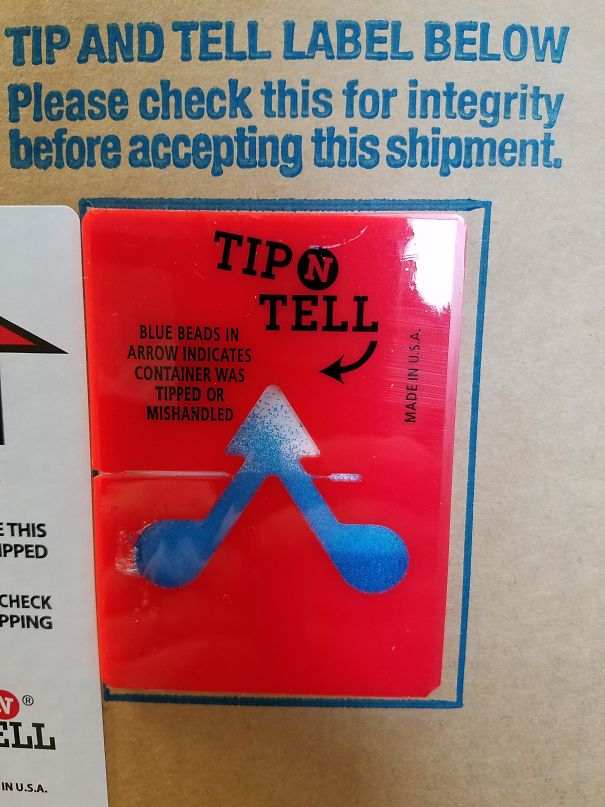 TIP AND TELL LABEL BELOW
Please check this for integrity
before accepting this shipment.
TIP N
TELL
BLUE BEADS IN
ARROW INDICATES
CONTAINER WAS
TIPPED OR
MISHANDLED
MADE IN U.S.A.
E THIS
IPPED
CHECK
PPING
N ®
ELL
IN U.S.A.